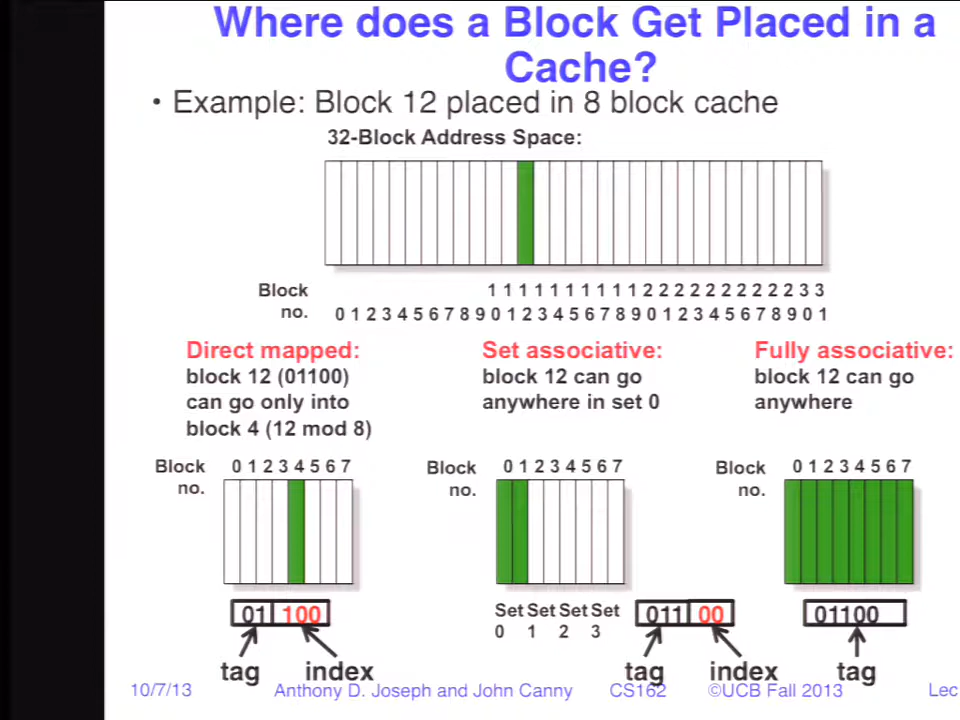 Where does a Block Get Placed in a
Cache?
• Example: Block 12 placed in 8 block cache
32-Block Address Space:
Block 1 1 1 1 1 1 1 1 1 1 2 2 2 2 2 2 2 2 2 2 3 3
no. 0 1 2 3 4 5 6 7 8 9 0 1 2 3 4 5 6 7 8 9 0 1 2 3 4 5 6 7 8 9 0 1
Direct mapped:
block 12 (01100)
can go only into
block 4 (12 mod 8)
Block 0 1 2 3 4 5 6 7
no.
01 100
tag index
Set associative:
block 12 can go
anywhere in set 0
Block 0 1 2 3 4 5 6 7
no.
Set Set Set Set
0 1 2 3
011 00
tag index
Fully associative:
block 12 can go
anywhere
Block 0 1 2 3 4 5 6 7
no.
01100
tag
10/7/13 Anthony D. Joseph and John Canny CS162 ©UCB Fall 2013 Lec